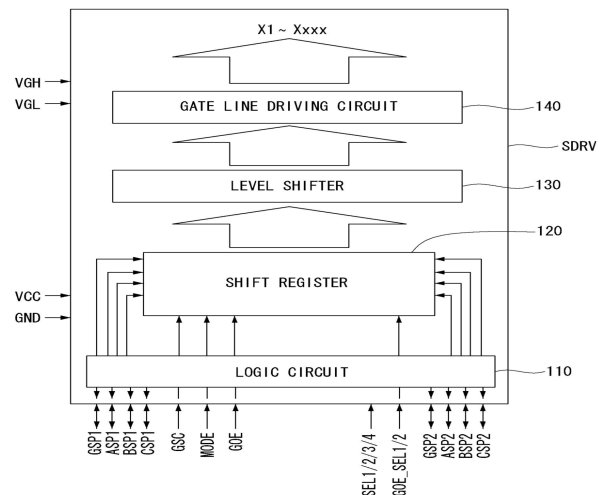 X1 ~ Xxxx
VGH
VGL
GATE LINE DRIVING CIRCUIT
140
SDRV
LEVEL SHIFTER
130
120
SHIFT REGISTER
VCC
GND
LOGIC CIRCUIT
110
GSP1
ASP1
BSP1
CSP1
GSC
MODE
GOE
SEL1/2/3/4
GOE_SEL1/2
GSP2
ASP2
BSP2
CSP2